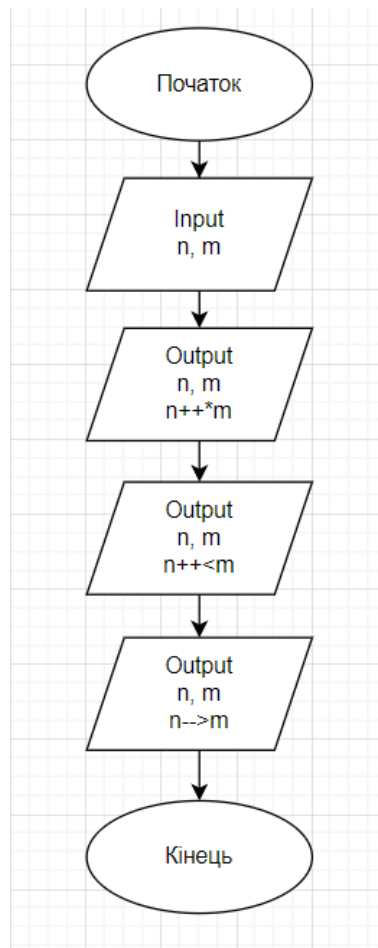 Початок
Input
n, m
Output
n, m
n++*m
Output
n, m
n++<m
Output
n, m
n-->m
Кінець